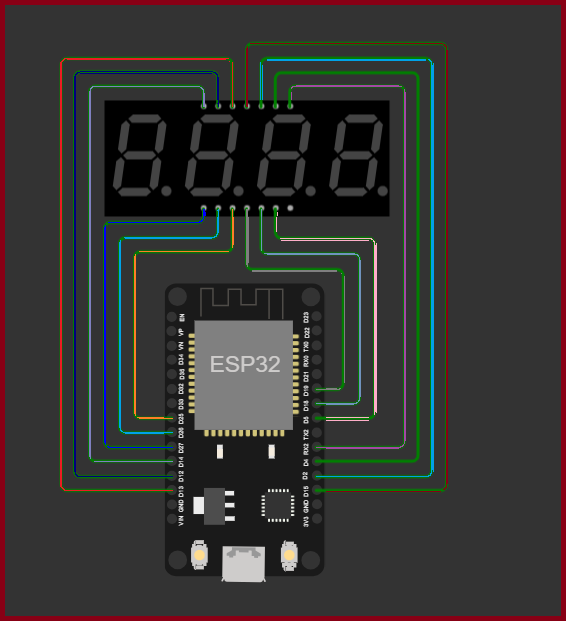 ESP32
EN
VP
VN
D34
D35
D32
D33
D25
D26
D27
D14
D12
D13
GND
VIN
D23
D22
TX0
RX0
D21
D19
D18
D5
TX2
RX2
D4
D2
D15
GND
3V3